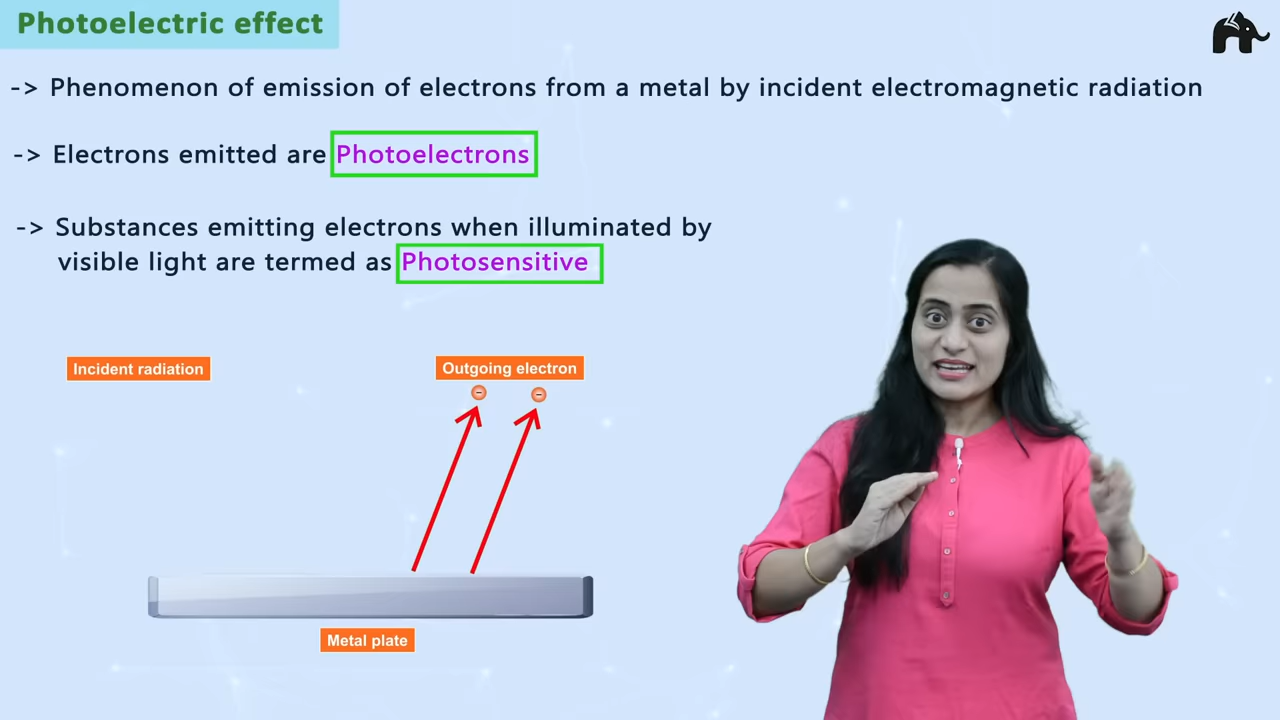 Photoelectric effect
-> Phenomenon of emission of electrons from a metal by incident electromagnetic radiation
-> Electrons emitted are Photoelectrons
-> Substances emitting electrons when illuminated by
visible light are termed as Photosensitive
Incident radiation
Outgoing electron
Metal plate